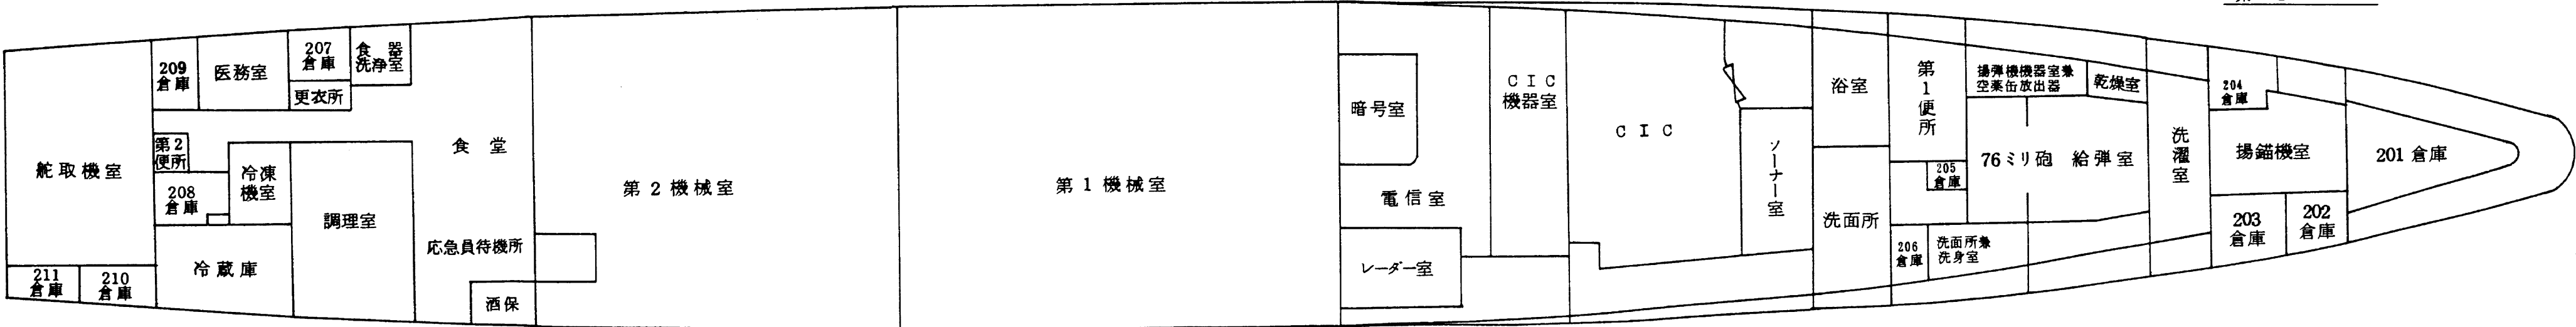 舵取機室
211
倉庫
210
倉庫
209
倉庫
医務室
207
倉庫
更衣所
食器
洗浄室
第2
便所
208
倉庫
冷凍
機室
冷蔵庫
調理室
食堂
応急員待機所
酒保
第2機械室
第1機械室
暗号室
電信室
レーダー室
CIC
機器室
CIC
ソーナー室
浴室
洗面所
第1便所
205
倉庫
206
倉庫
洗面所兼
洗身室
揚弾機機器室兼
空薬缶放出器
乾燥室
76ミリ砲 給弾室
洗濯室
204
倉庫
揚錨機室
203
倉庫
202
倉庫
201倉庫